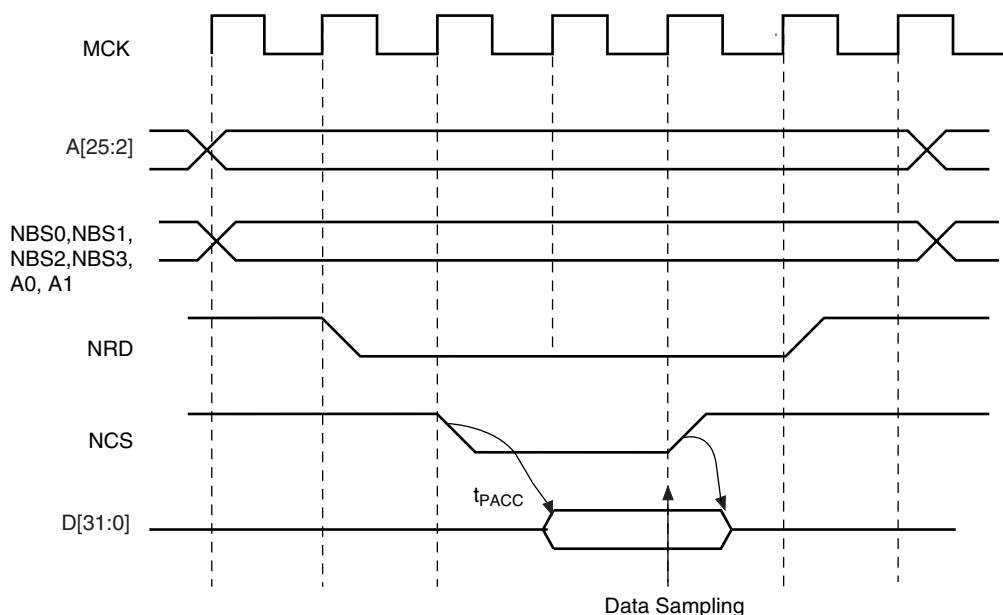 MCK
A[25:2]
NBS0,NBS1,
NBS2,NBS3,
A0, A1
NRD
NCS
tPACC
D[31:0]
Data Sampling